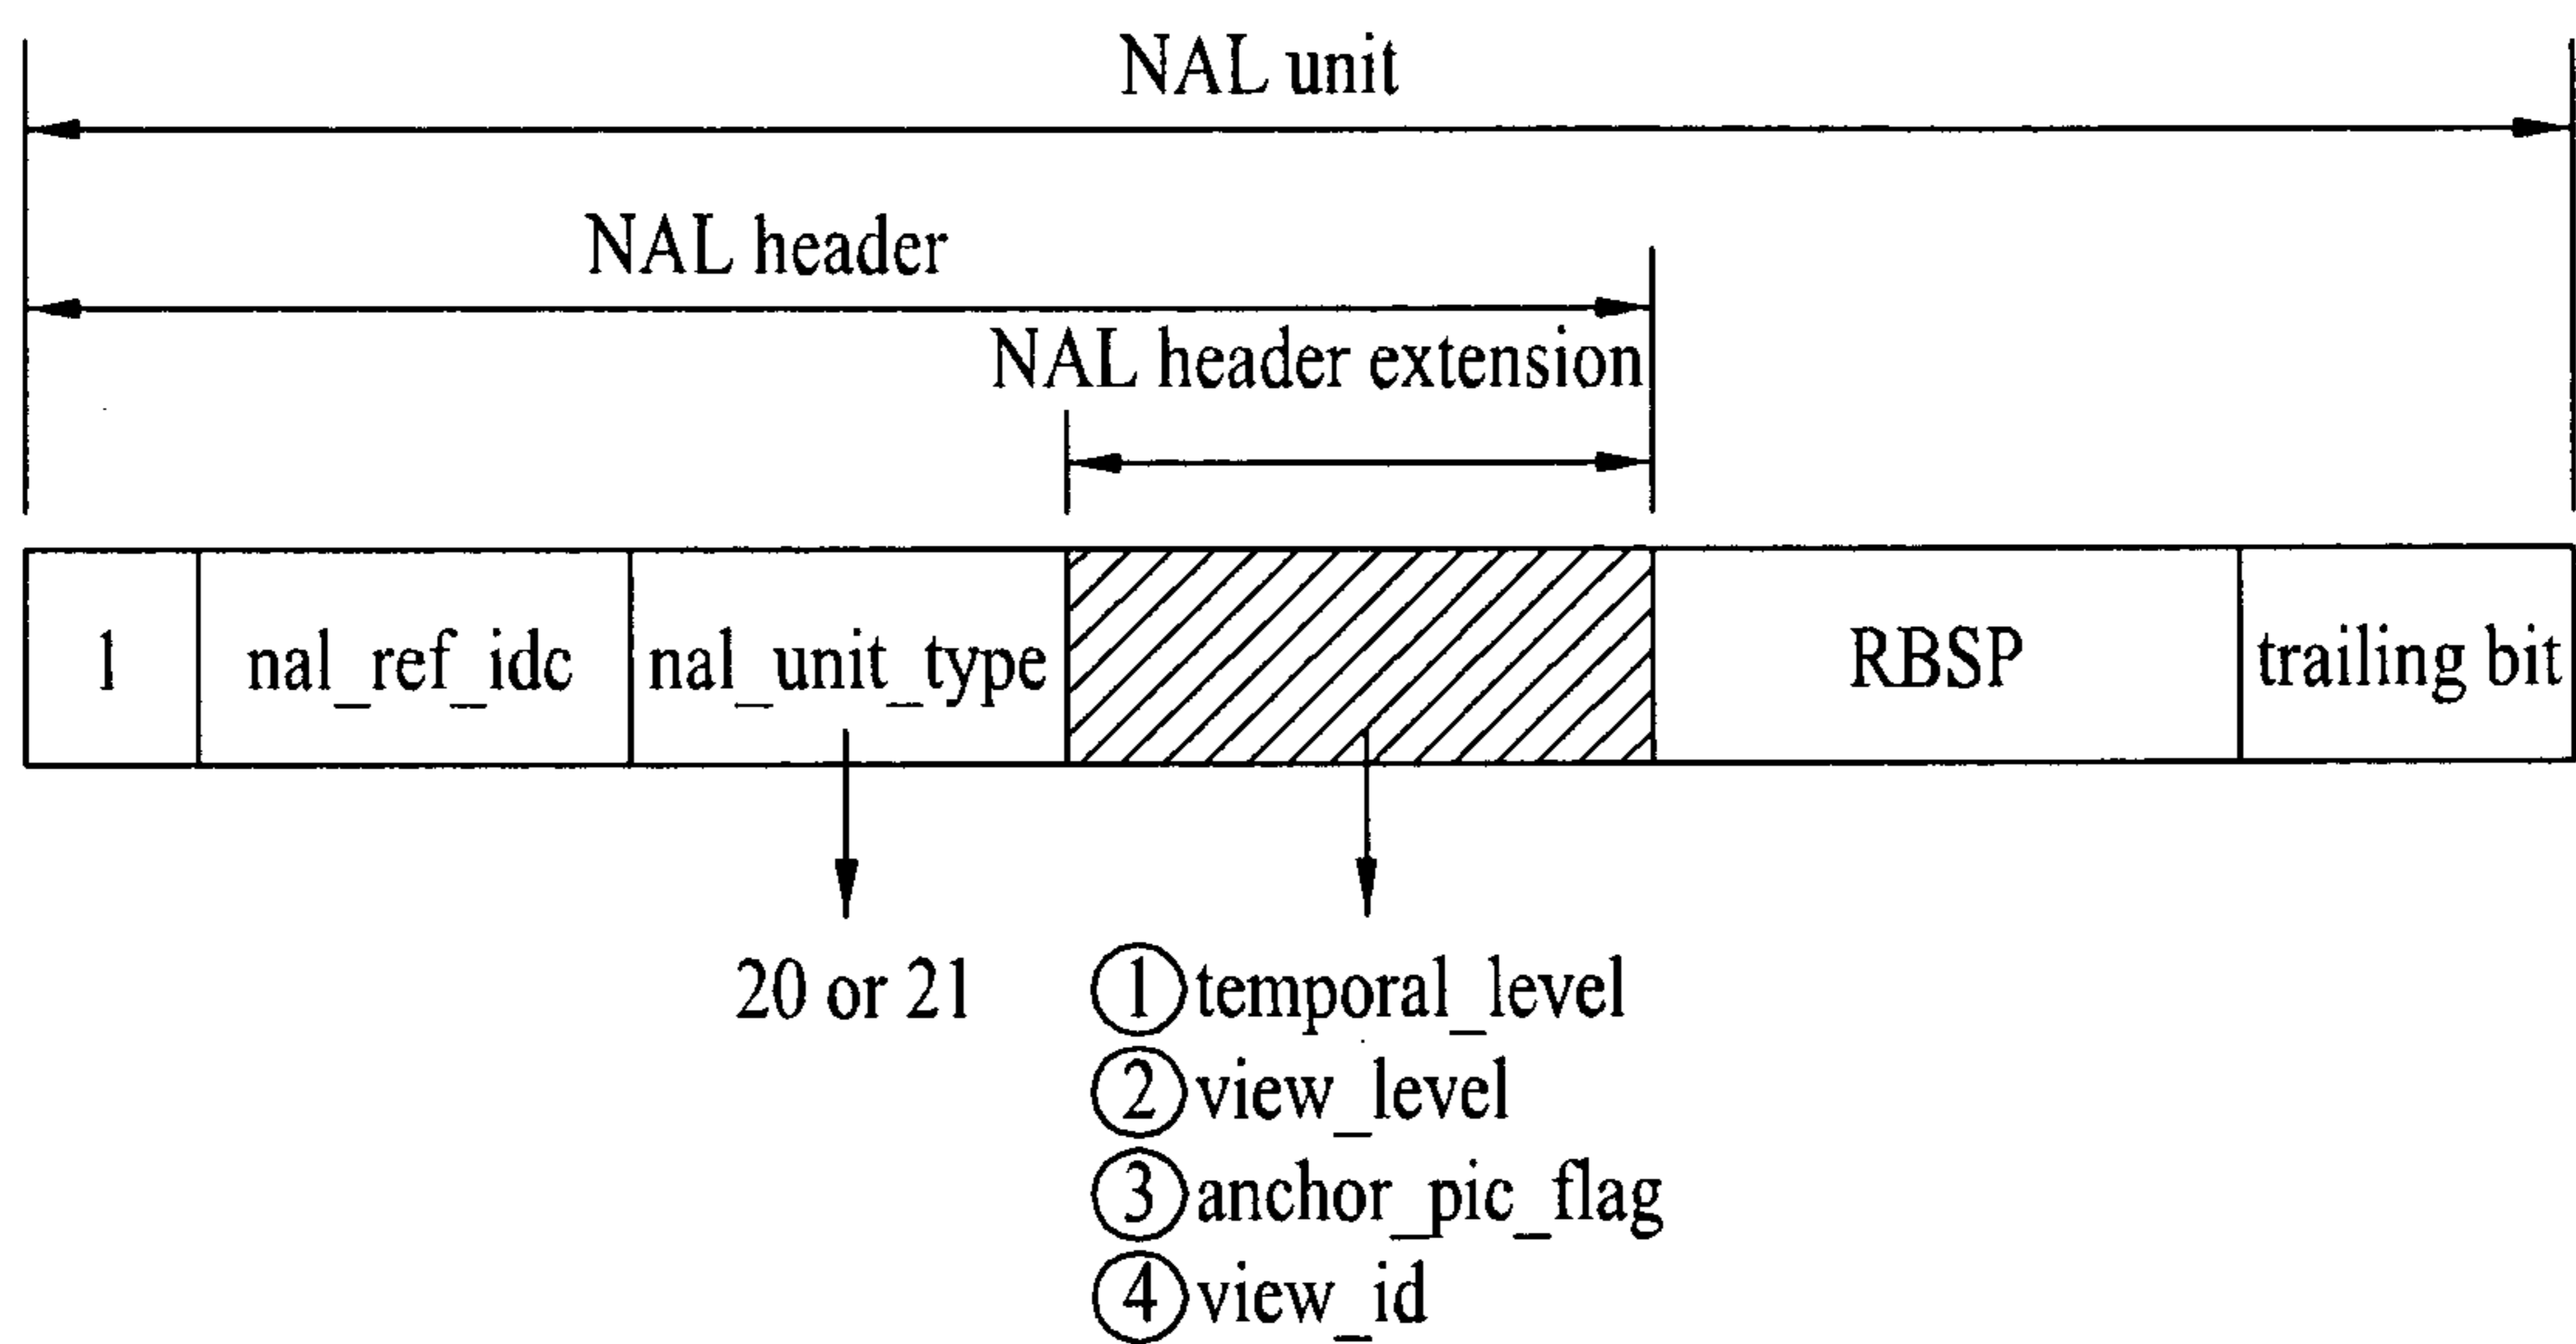 NAL unit
NAL header
NAL header extension
1 nal_ref_idc nal_unit_type RBSP trailing bit
20 or 21
①temporal_level
②view_level
③anchor_pic_flag
④view_id